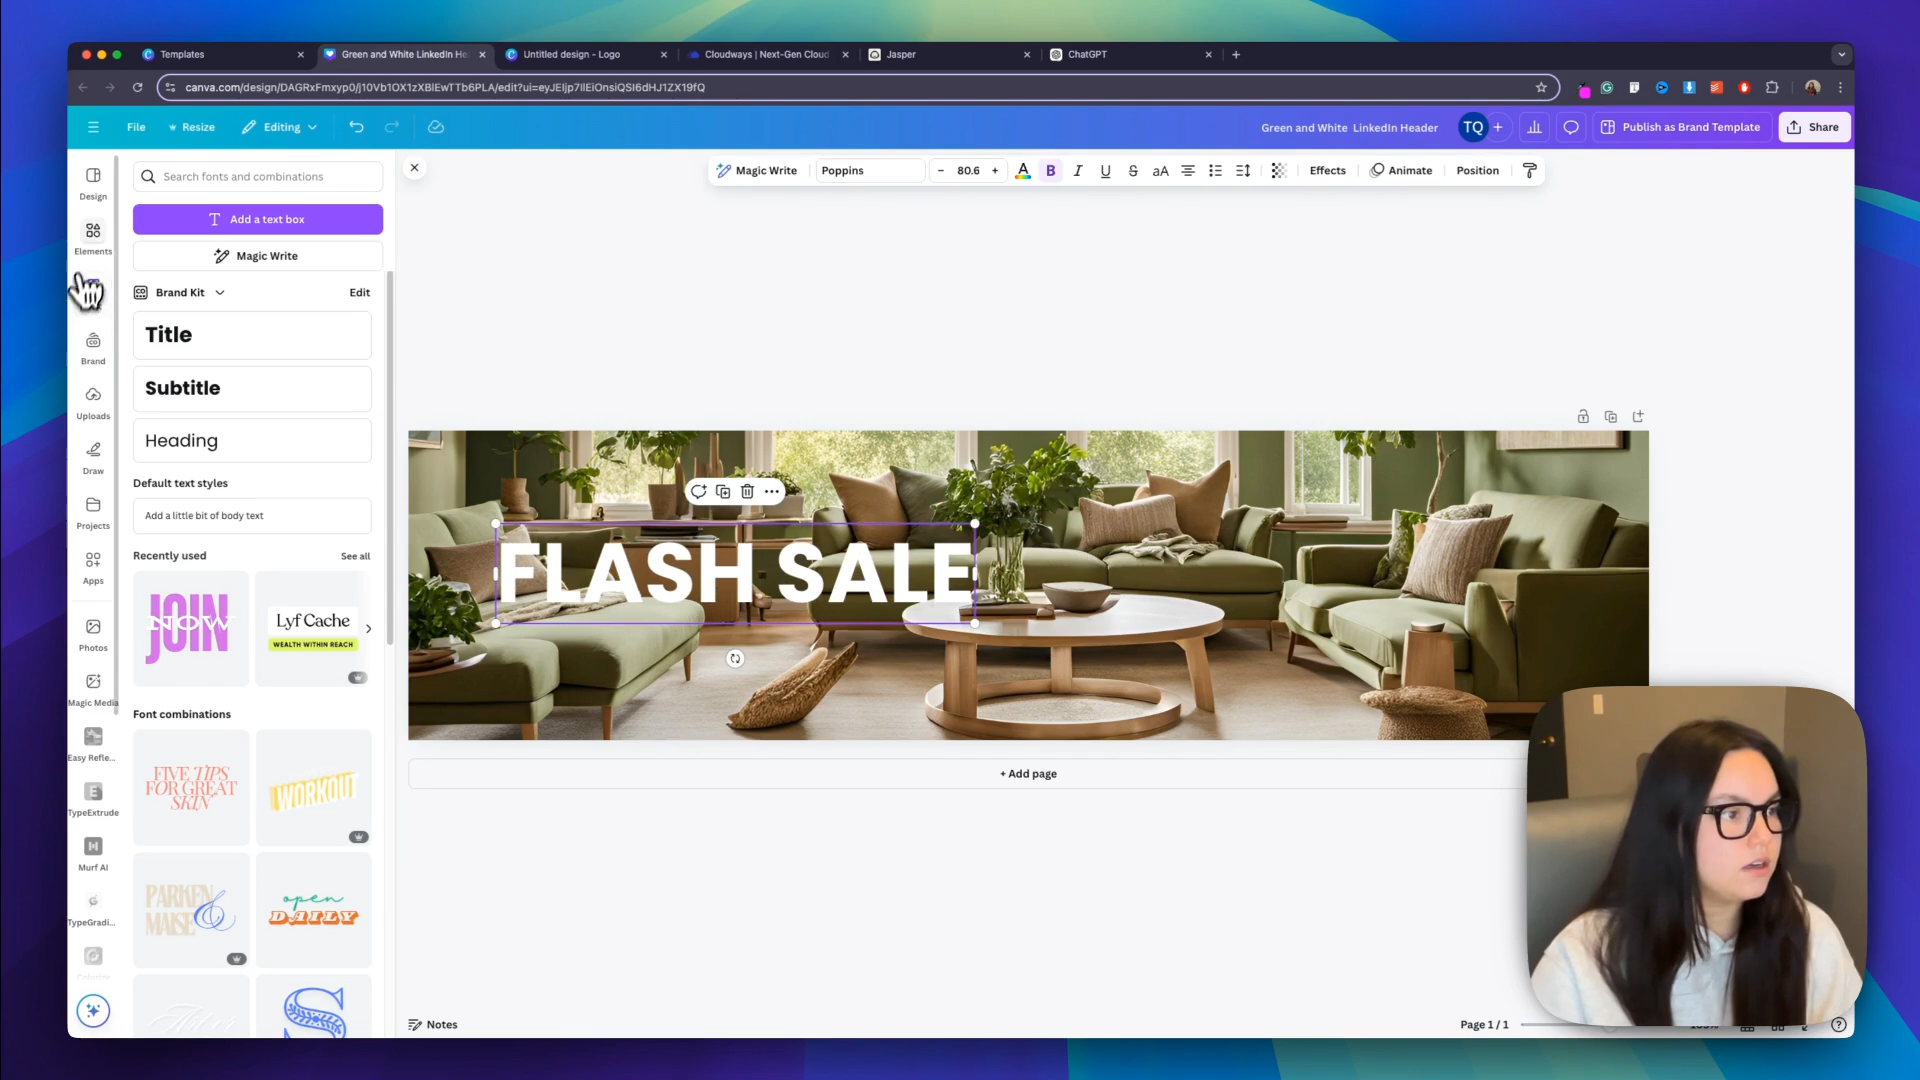 Templates
Green and White LinkedIn He
Untitled design - Logo
Cloudways | Next-Gen Cloud
Jasper
ChatGPT
canva.com/design/DAGRxFmxyp0/j10Vb1OX1zXBlEwTTb6PLA/edit?ui=eyJEIjp7IlEiOnsiQSI6dHJ1ZX19fQ
File
Resize
Editing
Green and White LinkedIn Header
TQ
Publish as Brand Template
Share
Design
Elements
Brand
Uploads
Draw
Projects
Apps
Photos
Magic Media
Easy Refle...
TypeExtrude
Murf AI
TypeGradi...
Search fonts and combinations
Add a text box
Magic Write
Brand Kit
Edit
Title
Subtitle
Heading
Default text styles
Add a little bit of body text
Recently used
See all
JOIN
NOW
Lyf Cache
WEALTH WITHIN REACH
Font combinations
FIVE TIPS
FOR GREAT
SKIN
WORKOUT
PARKER
MAISE &
open
DAILY
S
Magic Write
Poppins
80.6
A
B
I
U
S
aA
Effects
Animate
Position
FLASH SALE
+ Add page
Notes
Page 1 / 1